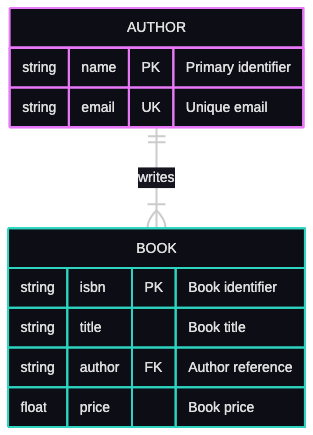 AUTHOR
string name PK Primary identifier
string email UK Unique email
writes
BOOK
string isbn PK Book identifier
string title Book title
string author FK Author reference
float price Book price